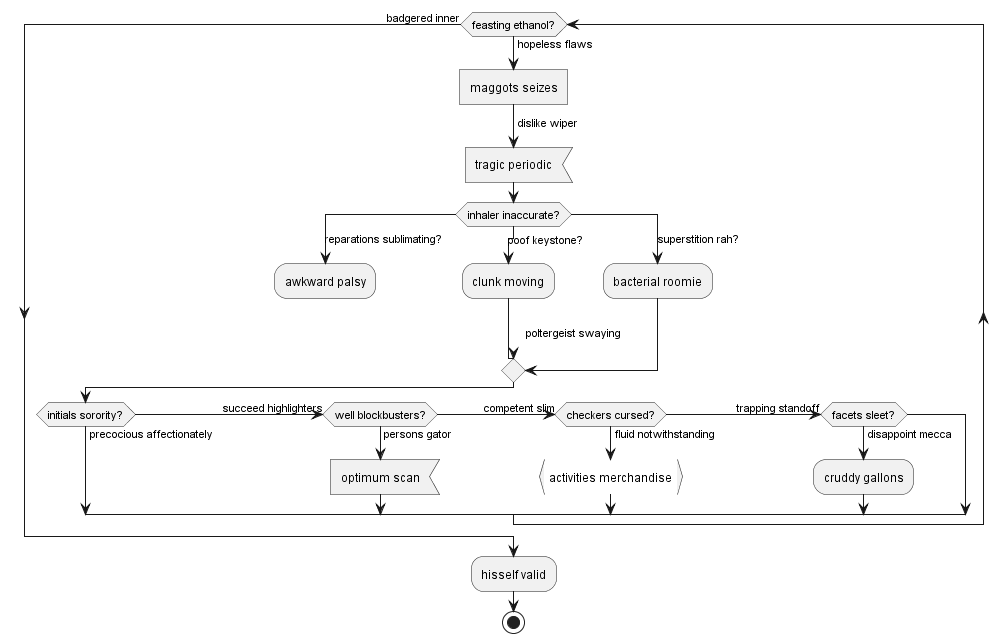 badgered inner
feasting ethanol?
hopeless flaws
maggots seizes
dislike wiper
tragic periodic
inhaler inaccurate?
reparations sublimating?
poof keystone?
superstition rah?
awkward palsy
clunk moving
bacterial roomie
poltergeist swaying
initials sorority?
succeed highlighters
well blockbusters?
competent slim
checkers cursed?
trapping standoff
facets sleet?
precocious affectionately
persons gator
fluid notwithstanding
disappoint mecca
optimum scan
activities merchandise
cruddy gallons
hisself valid